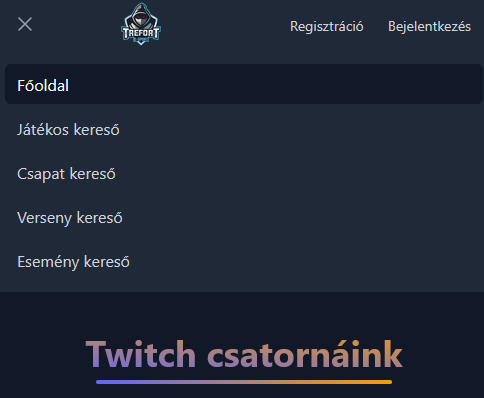 TREFORT
Regisztráció
Bejelentkezés
Főoldal
Játékos kereső
Csapat kereső
Verseny kereső
Esemény kereső
Twitch csatornáink